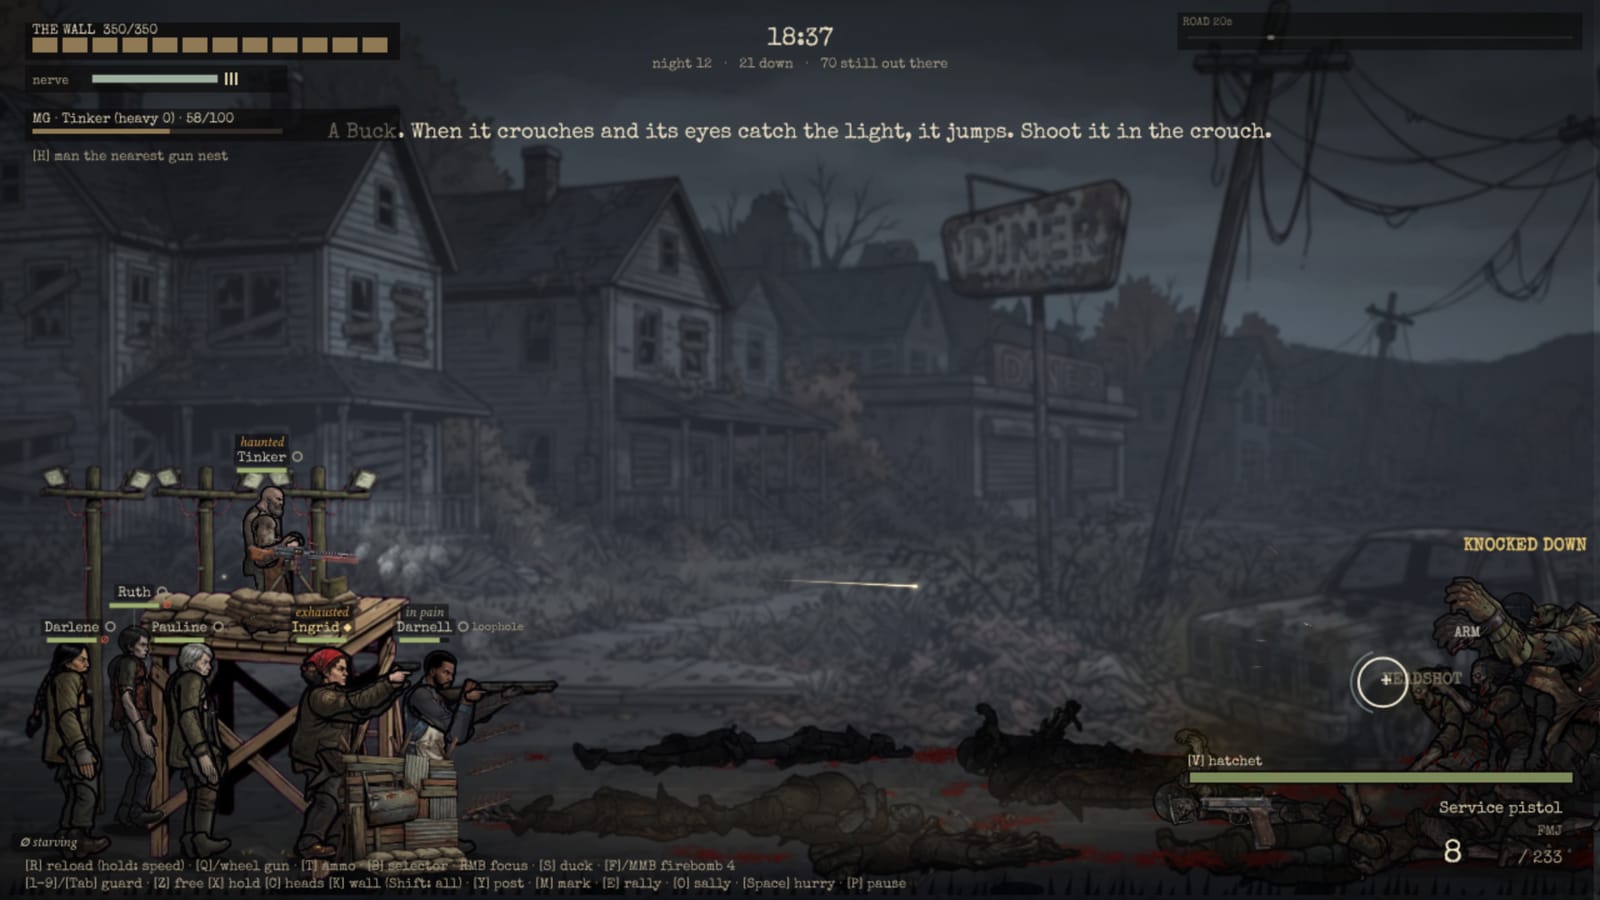 THE WALL 350/350
nerve
MG · Tinker (heavy 0) · 58/100
[H] man the nearest gun nest
18:37
night 12 · 21 down · 70 still out there
ROAD 20s
A Buck. When it crouches and its eyes catch the light, it jumps. Shoot it in the crouch.
DINER
DINER
haunted
Tinker
Ruth
Darlene
Pauline
exhausted
Ingrid
in pain
Darnell loophole
KNOCKED DOWN
ARM
HEADSHOT
[V] hatchet
Service pistol
FMJ
8 / 233
Ø starving
[R] reload (hold: speed) · [Q]/wheel gun · [T] Ammo · [B] selector · RMB focus · [S] duck · [F]/MMB firebomb 4
[1-9]/[Tab] guard · [Z] free [X] hold [C] heads [K] wall (Shift: all) · [Y] post · [M] mark · [E] rally · [O] sally · [Space] hurry · [P] pause